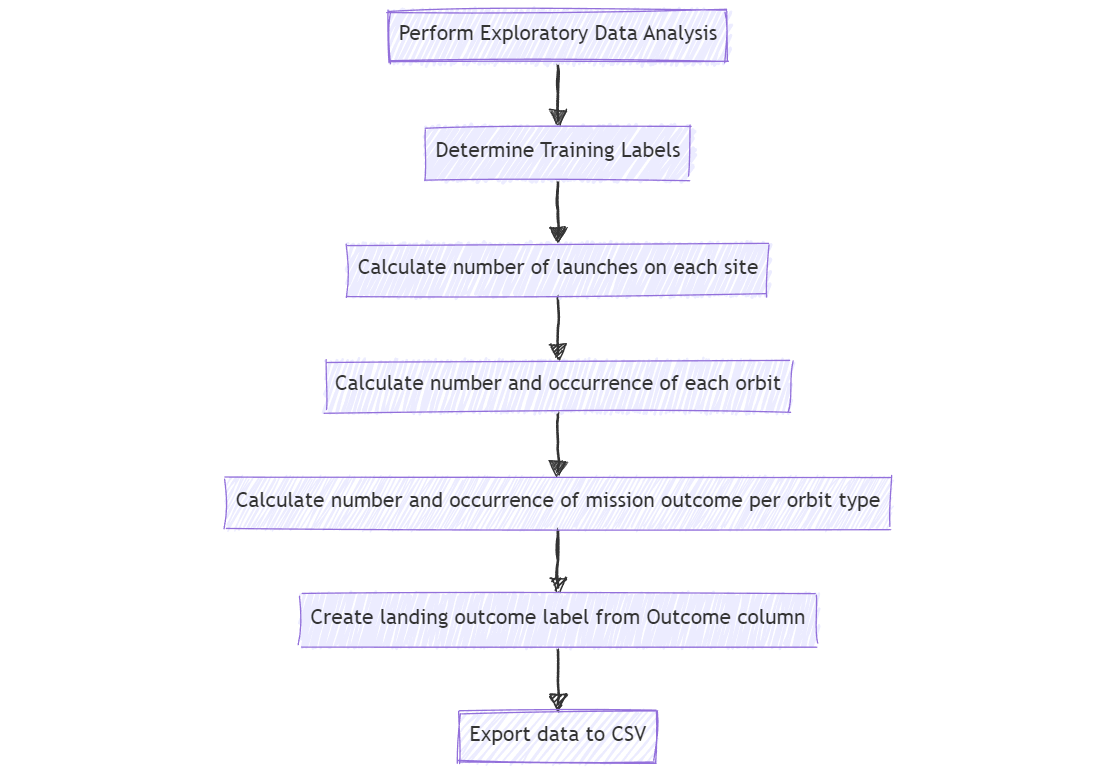 Perform Exploratory Data Analysis
Determine Training Labels
Calculate number of launches on each site
Calculate number and occurrence of each orbit
Calculate number and occurrence of mission outcome per orbit type
Create landing outcome label from Outcome column
Export data to CSV